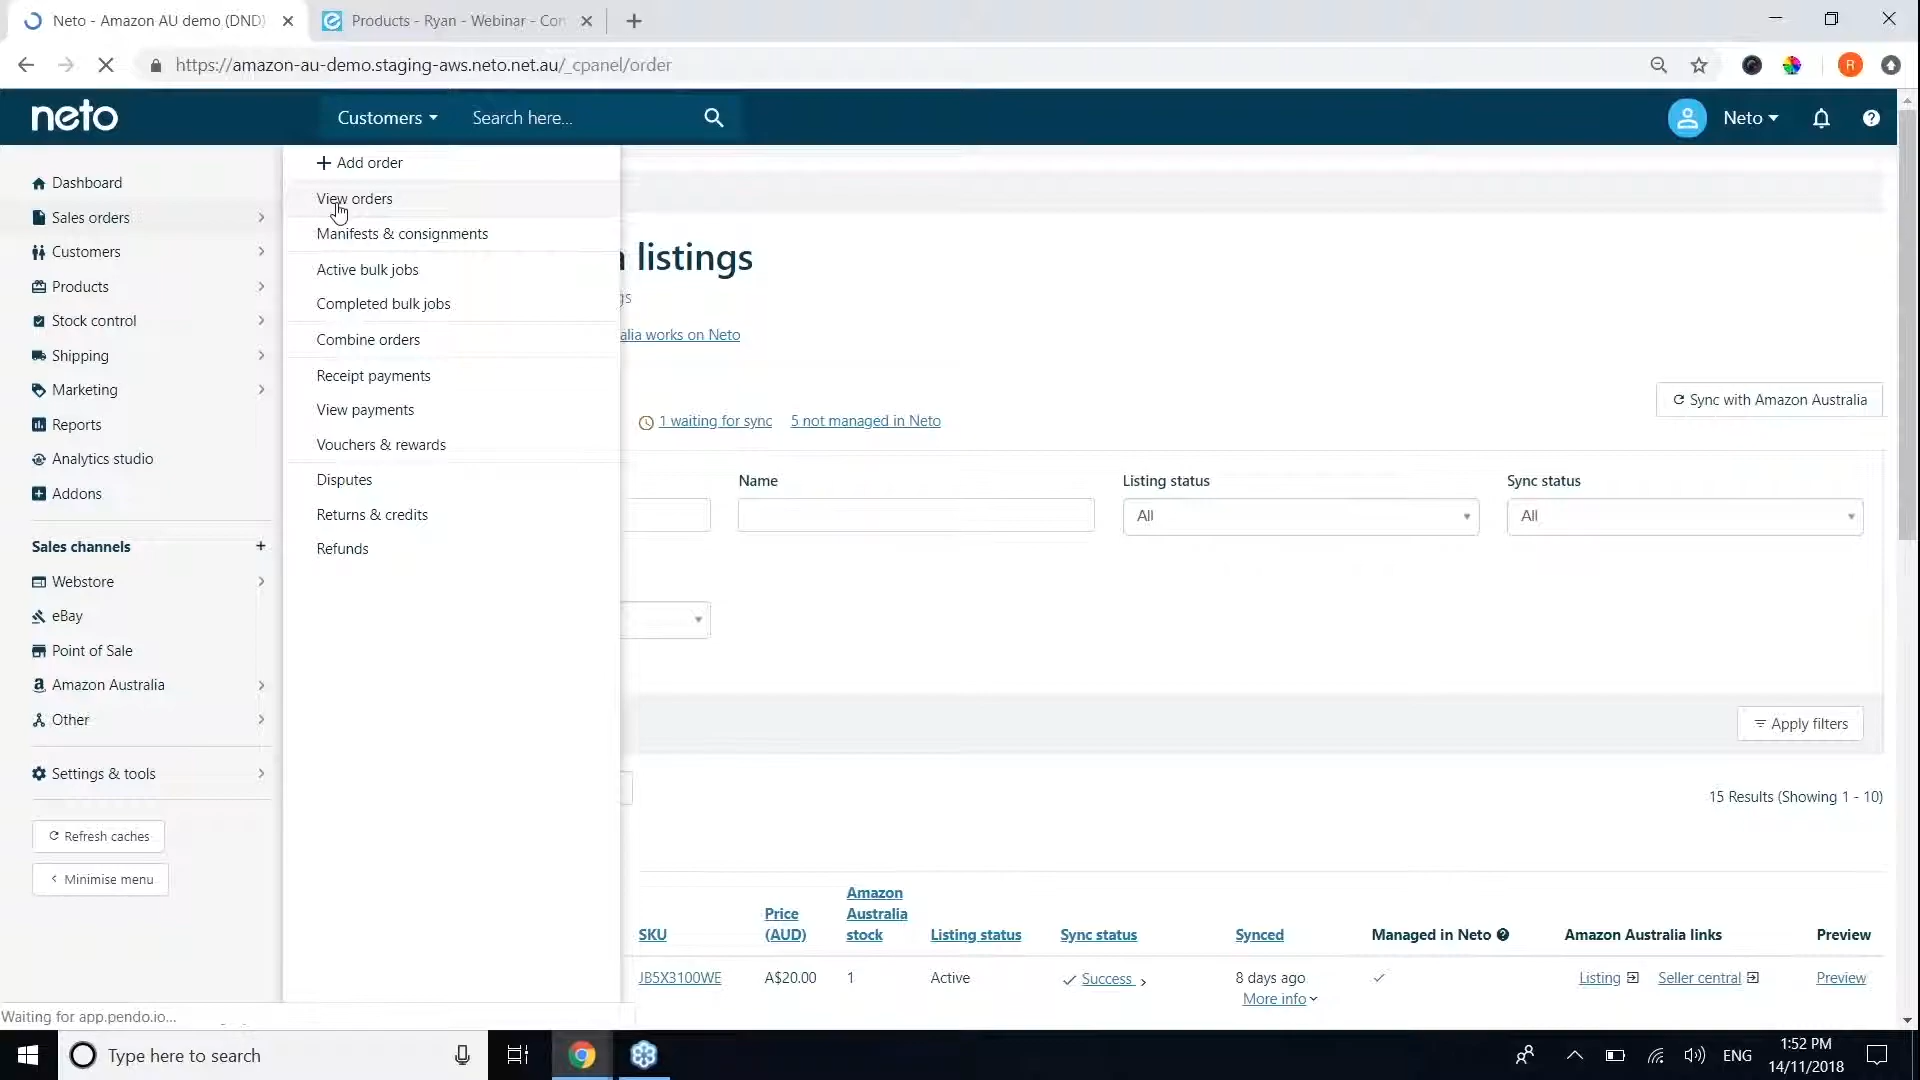 Neto - Amazon AU demo (DND)
Products - Ryan - Webinar - Con
https://amazon-au-demo.staging-aws.neto.net.au/_cpanel/order
R
neto
Customers
Search here...
Neto
Dashboard
Sales orders
Customers
Products
Stock control
Shipping
Marketing
Reports
Analytics studio
Addons
Sales channels +
Webstore
eBay
Point of Sale
Amazon Australia
Other
Settings & tools
Refresh caches
Minimise menu
+ Add order
View orders
Manifests & consignments
Active bulk jobs
Completed bulk jobs
Combine orders
Receipt payments
View payments
Vouchers & rewards
Disputes
Returns & credits
Refunds
listings
gs
alia works on Neto
Sync with Amazon Australia
1 waiting for sync 5 not managed in Neto
Name Listing status Sync status
All All
Apply filters
15 Results (Showing 1 - 10)
SKU Price (AUD) Amazon Australia stock Listing status Sync status Synced Managed in Neto Amazon Australia links Preview
JB5X3100WE A$20.00 1 Active Success 8 days ago Listing Seller central Preview
More info
Waiting for app.pendo.io...
Type here to search
ENG
1:52 PM
14/11/2018